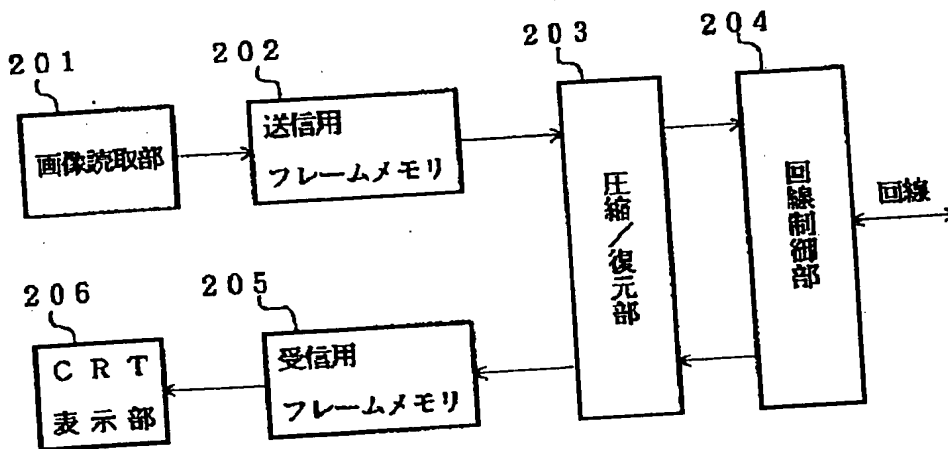 201
画像読取部
202
送信用
フレームメモリ
203
圧縮/復元部
204
回線制御部
回線
206
CRT
表示部
205
受信用
フレームメモリ